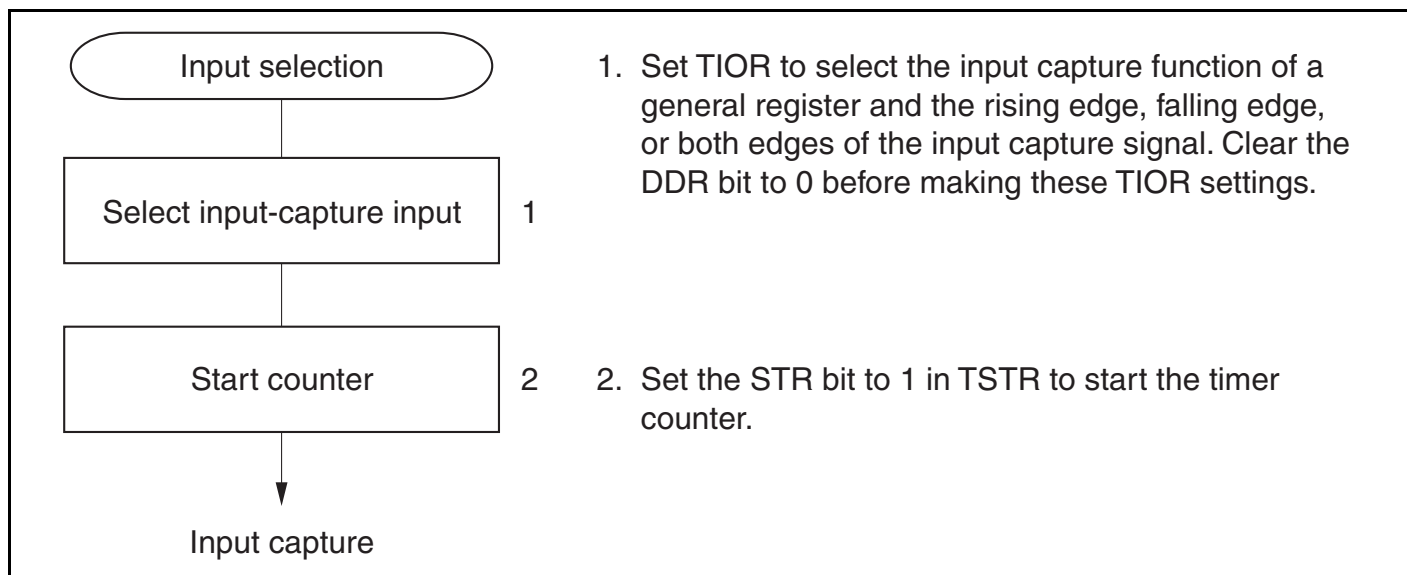 Input selection
1. Set TIOR to select the input capture function of a
general register and the rising edge, falling edge,
or both edges of the input capture signal. Clear the
DDR bit to 0 before making these TIOR settings.
Select input-capture input 1
Start counter 2
2. Set the STR bit to 1 in TSTR to start the timer
counter.
Input capture